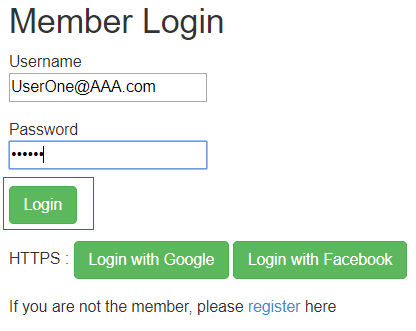 Member Login
Username
UserOne@AAA.com
Password
••••••
Login
HTTPS : Login with Google Login with Facebook
If you are not the member, please register here